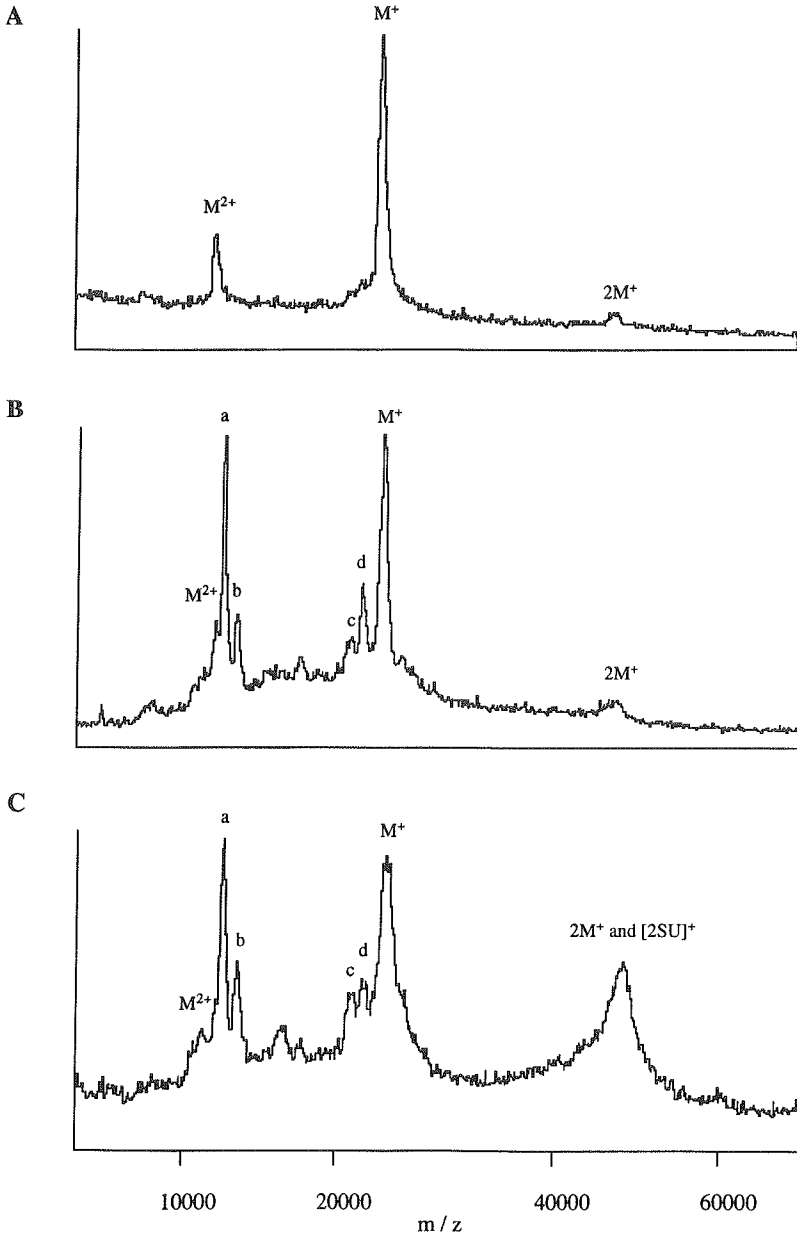 A
M⁺
M²⁺
2M⁺
B
a
M⁺
d
M²⁺ b
c
2M⁺
C
a
M⁺
2M⁺ and [2SU]⁺
b
d
c
M²⁺
10000 20000 40000 60000
m / z